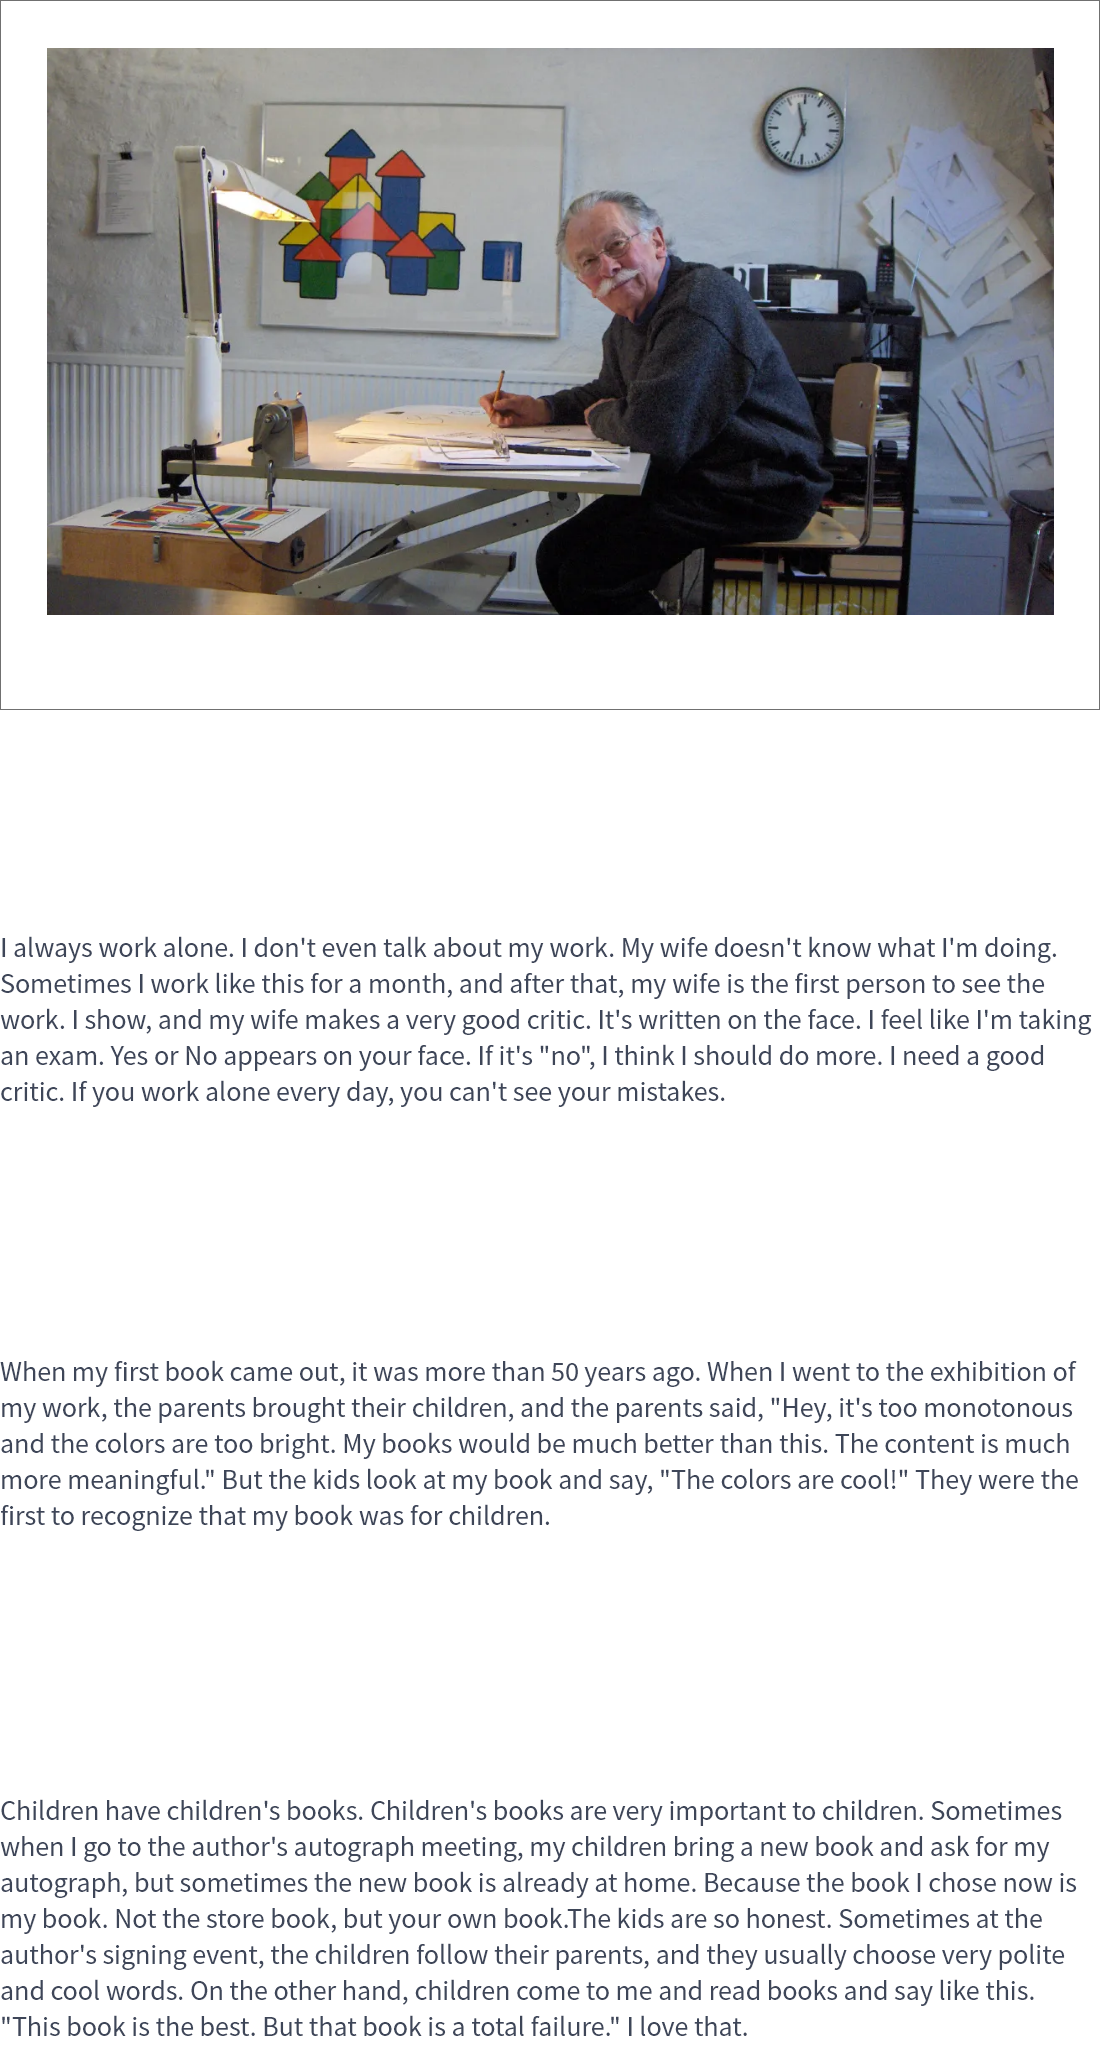 I always work alone. I don't even talk about my work. My wife doesn't know what I'm doing.
Sometimes I work like this for a month, and after that, my wife is the first person to see the
work. I show, and my wife makes a very good critic. It's written on the face. I feel like I'm taking
an exam. Yes or No appears on your face. If it's "no", I think I should do more. I need a good
critic. If you work alone every day, you can't see your mistakes.
When my first book came out, it was more than 50 years ago. When I went to the exhibition of
my work, the parents brought their children, and the parents said, "Hey, it's too monotonous
and the colors are too bright. My books would be much better than this. The content is much
more meaningful." But the kids look at my book and say, "The colors are cool!" They were the
first to recognize that my book was for children.
Children have children's books. Children's books are very important to children. Sometimes
when I go to the author's autograph meeting, my children bring a new book and ask for my
autograph, but sometimes the new book is already at home. Because the book I chose now is
my book. Not the store book, but your own book.The kids are so honest. Sometimes at the
author's signing event, the children follow their parents, and they usually choose very polite
and cool words. On the other hand, children come to me and read books and say like this.
"This book is the best. But that book is a total failure." I love that.